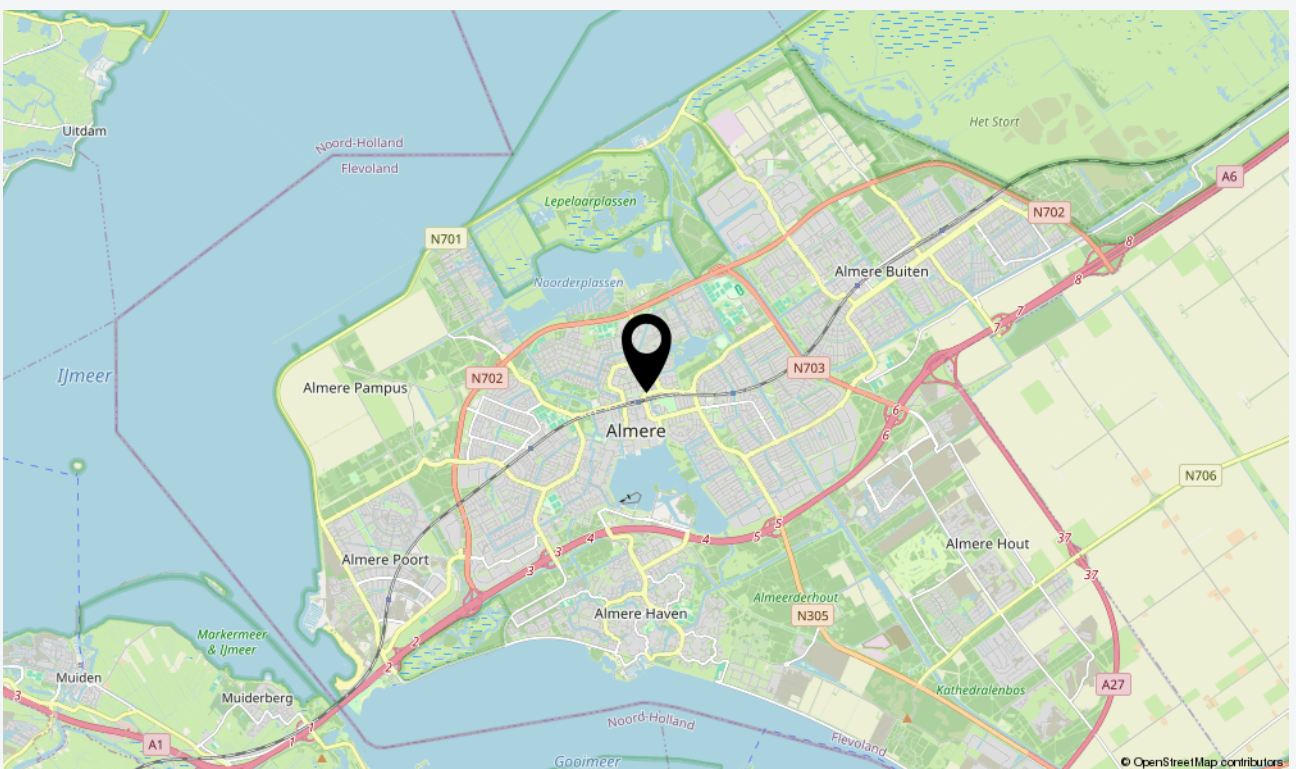 Het Stort
Uitdam
Noord-Holland
Flevoland
A6
Lepelaarplassen
N702
N701
8
Almere Buiten
8
Noorderplassen
7
7
IJmeer
N702
N703
Almere Pampus
6
Almere
6
N706
5
4
4
5
37
3
Almere Hout
Almere Poort
3
37
Almeerderhout
Almere Haven
N305
Markermeer
& IJmeer
2
2
Muiden
A27
Kathedralenbos
3
Muiderberg
Noord-Holland
1
1
A1
Flevoland
Gooimeer
© OpenStreetMap contributors